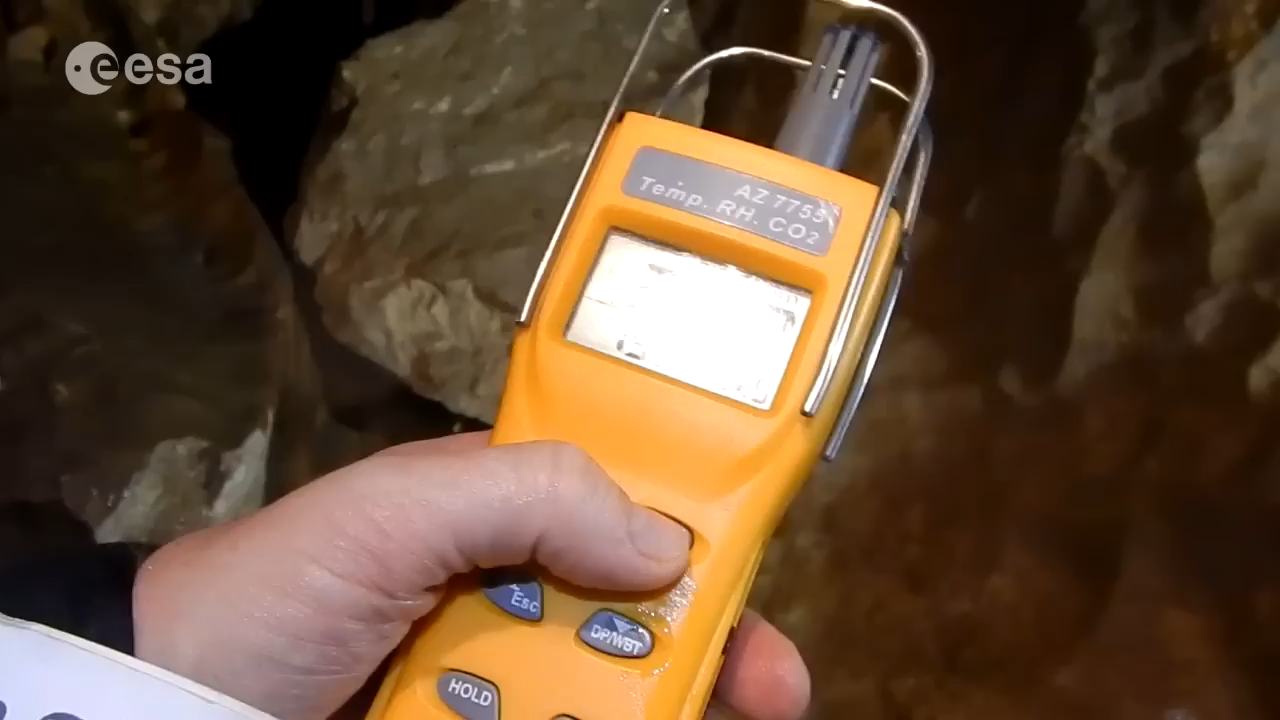 esa
AZ 7755
Temp. RH. CO2
Esc
DP/WBT
HOLD